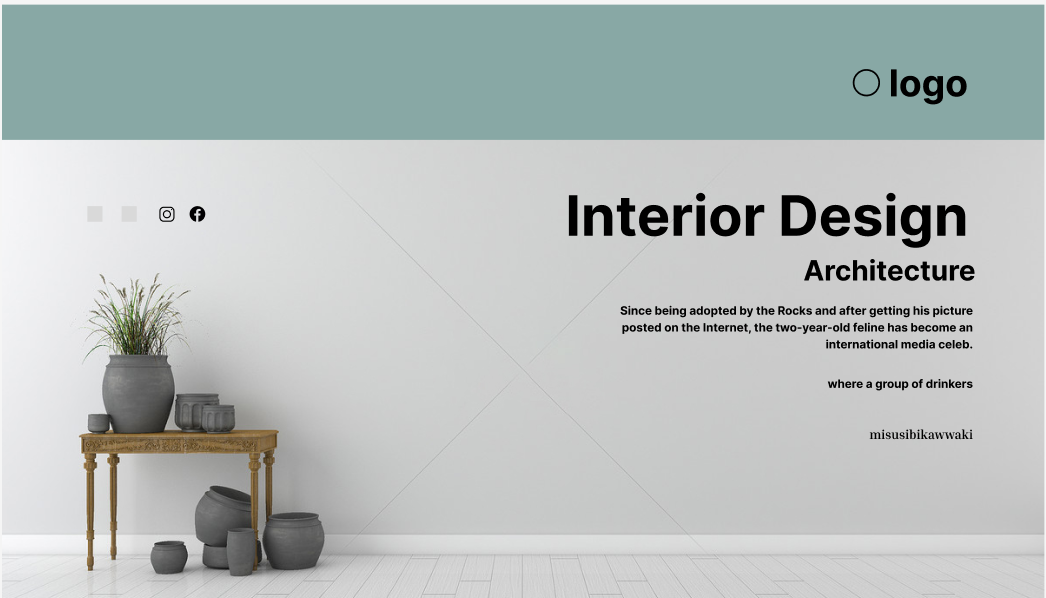 logo
Interior Design
Architecture
Since being adopted by the Rocks and after getting his picture
posted on the Internet, the two-year-old feline has become an
international media celeb.
where a group of drinkers
misusibikawwaki